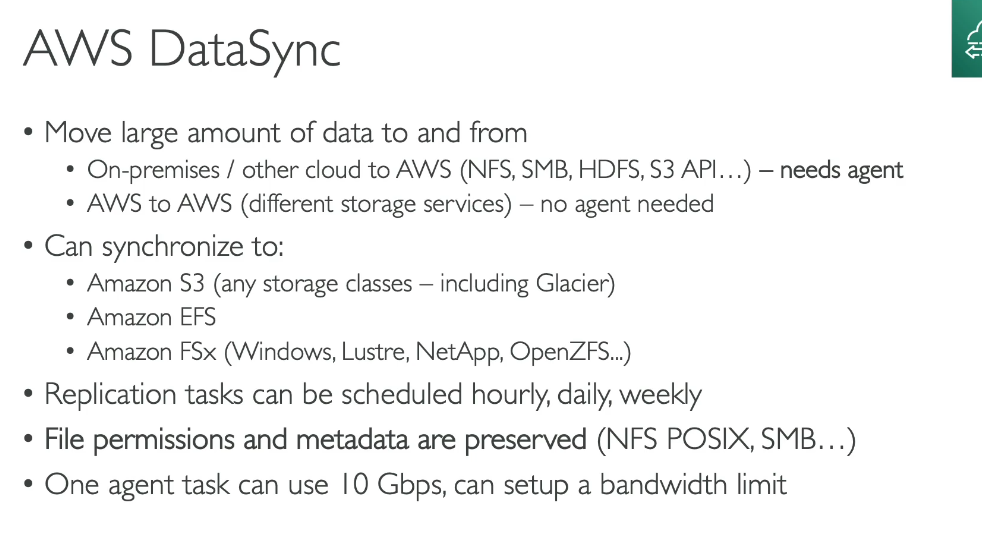 AWS DataSync
• Move large amount of data to and from
• On-premises / other cloud to AWS (NFS, SMB, HDFS, S3 API…) – needs agent
• AWS to AWS (different storage services) – no agent needed
• Can synchronize to:
• Amazon S3 (any storage classes – including Glacier)
• Amazon EFS
• Amazon FSx (Windows, Lustre, NetApp, OpenZFS...)
• Replication tasks can be scheduled hourly, daily, weekly
• File permissions and metadata are preserved (NFS POSIX, SMB…)
• One agent task can use 10 Gbps, can setup a bandwidth limit